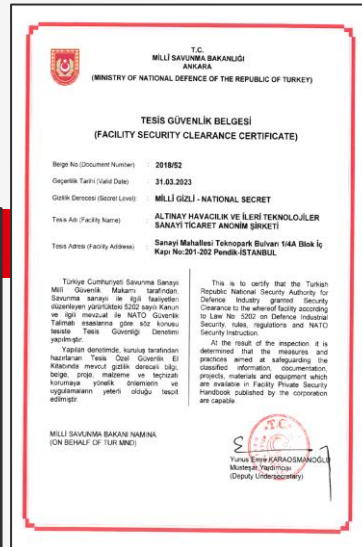 T.C.
MİLLİ SAVUNMA BAKANLIĞI
ANKARA
(MINISTRY OF NATIONAL DEFENCE OF THE REPUBLIC OF TURKEY)
TESİS GÜVENLİK BELGESİ
(FACILITY SECURITY CLEARANCE CERTIFICATE)
Belge No.(Document Number) : 2018/52
Geçerlilik Tarihi (Valid Date) : 31.03.2023
Gizlilik Derecesi (Secret Level) : MİLLİ GİZLİ - NATIONAL SECRET
Tesis Adı (Facility Name) : ALTINAY HAVACILIK VE İLERİ TEKNOLOJİLER
SANAYİ TİCARET ANONİM ŞİRKETİ
Tesis Adresi (Facility Address) : Sanayi Mahallesi Teknopark Bulvarı 1/4A Blok İç
Kapı No:201-202 Pendik-İSTANBUL
Türkiye Cumhuriyeti Savunma Sanayi
Milli Güvenlik Makamı tarafından,
Savunma sanayii ile ilgili faaliyetleri
düzenleyen yürürlükteki 5202 sayılı Kanun
ve ilgili mevzuat ile NATO Güvenlik
Talimatı esaslarına göre söz konusu
tesiste Tesis Güvenliği Denetimi
yapılmıştır.
Yapılan denetimde, kuruluş tarafından
hazırlanan Tesis Özel Güvenlik El
Kitabında mevcut gizlilik dereceli bilgi,
belge, proje, malzeme ve teçhizatı
korumaya yönelik önlemlerin ve
uygulamaların yeterli olduğu tespit
edilmiştir.
This is to certify that the Turkish
Republic National Security Authority for
Defence Industry granted Security
Clearance to the whereof facility according
to Law No: 5202 on Defence Industrial
Security, rules, regulations and NATO
Security Instruction.
At the result of the inspection, it is
determined that the measures and
practices aimed at safeguarding the
classified information, documentation,
projects, materials and equipment which
are available in Facility Private Security
Handbook published by the corporation
are capable.
MİLLİ SAVUNMA BAKANI NAMINA
(ON BEHALF OF TUR MND)
T.C.
Yunus Emre KARAOSMANOĞLU
Müsteşar Yardımcısı
(Deputy Undersecretary)